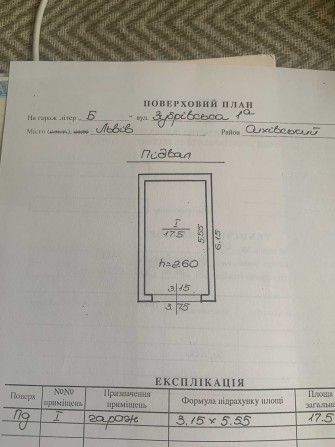 ПОВЕРХОВИЙ ПЛАН
На гараж літер „ Б " вул. Зубрівська 1а
Місто Львів Район Сихівський
Підвал
I
17.5
5.55
6.15
h=2.60
3.15
3.75
ЕКСПЛІКАЦІЯ
Поверх №№ приміщень Призначення приміщень Формула підрахунку площі Площа загальн
Пд I гараж 3,15 × 5.55 17.5